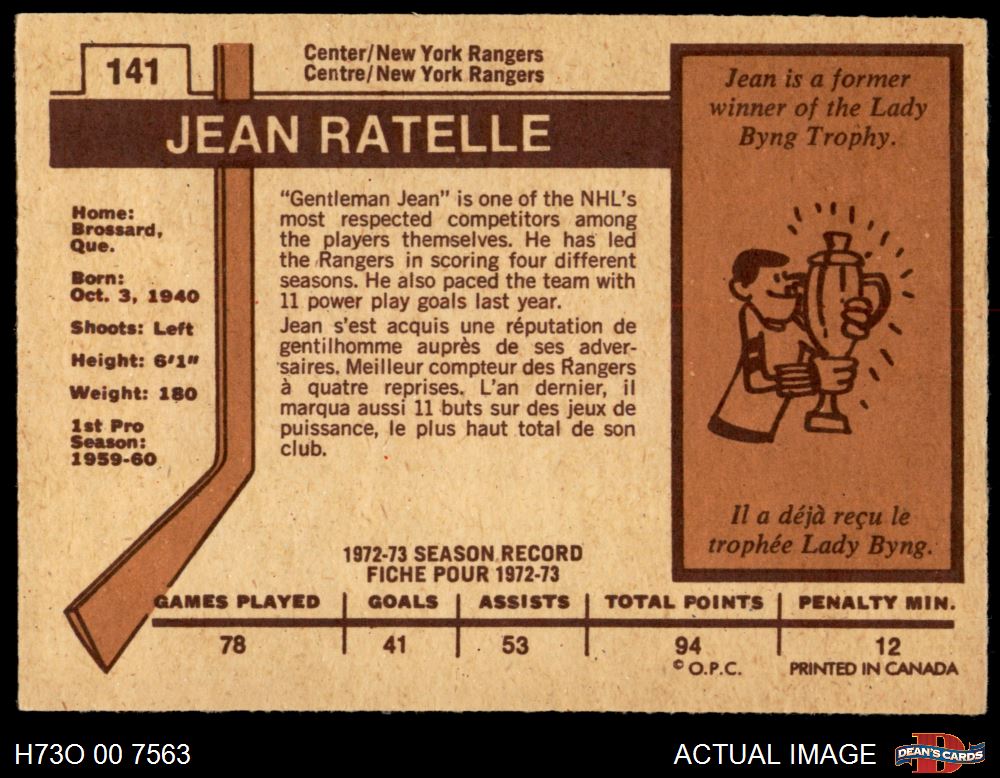 141
Center/New York Rangers
Centre/New York Rangers
JEAN RATELLE
Home:
Brossard,
Que.
Born:
Oct. 3, 1940
Shoots: Left
Height: 6'1"
Weight: 180
1st Pro
Season:
1959-60
"Gentleman Jean" is one of the NHL's
most respected competitors among
the players themselves. He has led
the Rangers in scoring four different
seasons. He also paced the team with
11 power play goals last year.
Jean s'est acquis une réputation de
gentilhomme auprès de ses adver-
saires. Meilleur compteur des Rangers
à quatre reprises. L'an dernier, il
marqua aussi 11 buts sur des jeux de
puissance, le plus haut total de son
club.
Jean is a former
winner of the Lady
Byng Trophy.
Il a déjà reçu le
trophée Lady Byng.
1972-73 SEASON RECORD
FICHE POUR 1972-73
GAMES PLAYED GOALS ASSISTS TOTAL POINTS PENALTY MIN.
78 41 53 94 12
© O.P.C. PRINTED IN CANADA
H73O 00 7563 ACTUAL IMAGE D DEAN'S CARDS